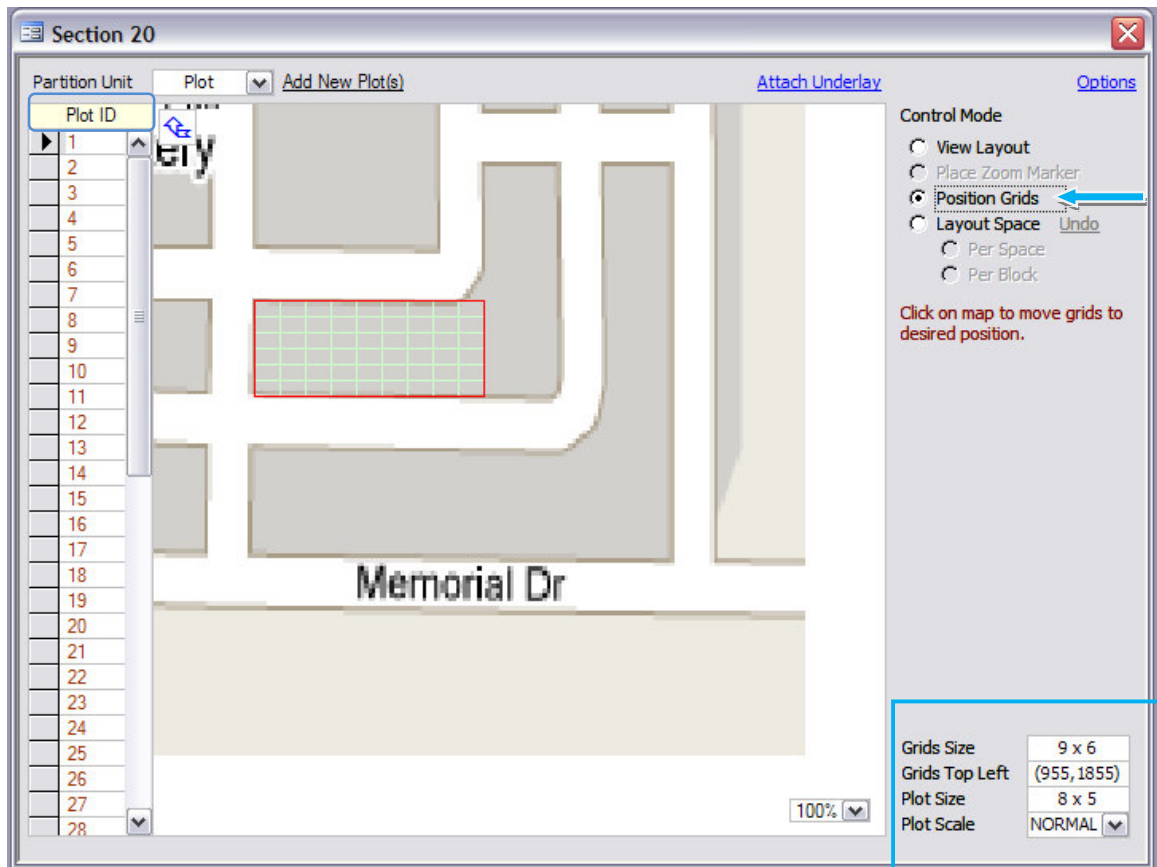 Section 20
Partition Unit Plot Add New Plot(s) Attach Underlay Options
Plot ID
1
2
3
4
5
6
7
8
9
10
11
12
13
14
15
16
17
18
19
20
21
22
23
24
25
26
27
28
ery
Memorial Dr
100%
Control Mode
View Layout
Place Zoom Marker
Position Grids
Layout Space Undo
Per Space
Per Block
Click on map to move grids to
desired position.
Grids Size 9 x 6
Grids Top Left (955,1855)
Plot Size 8 x 5
Plot Scale NORMAL